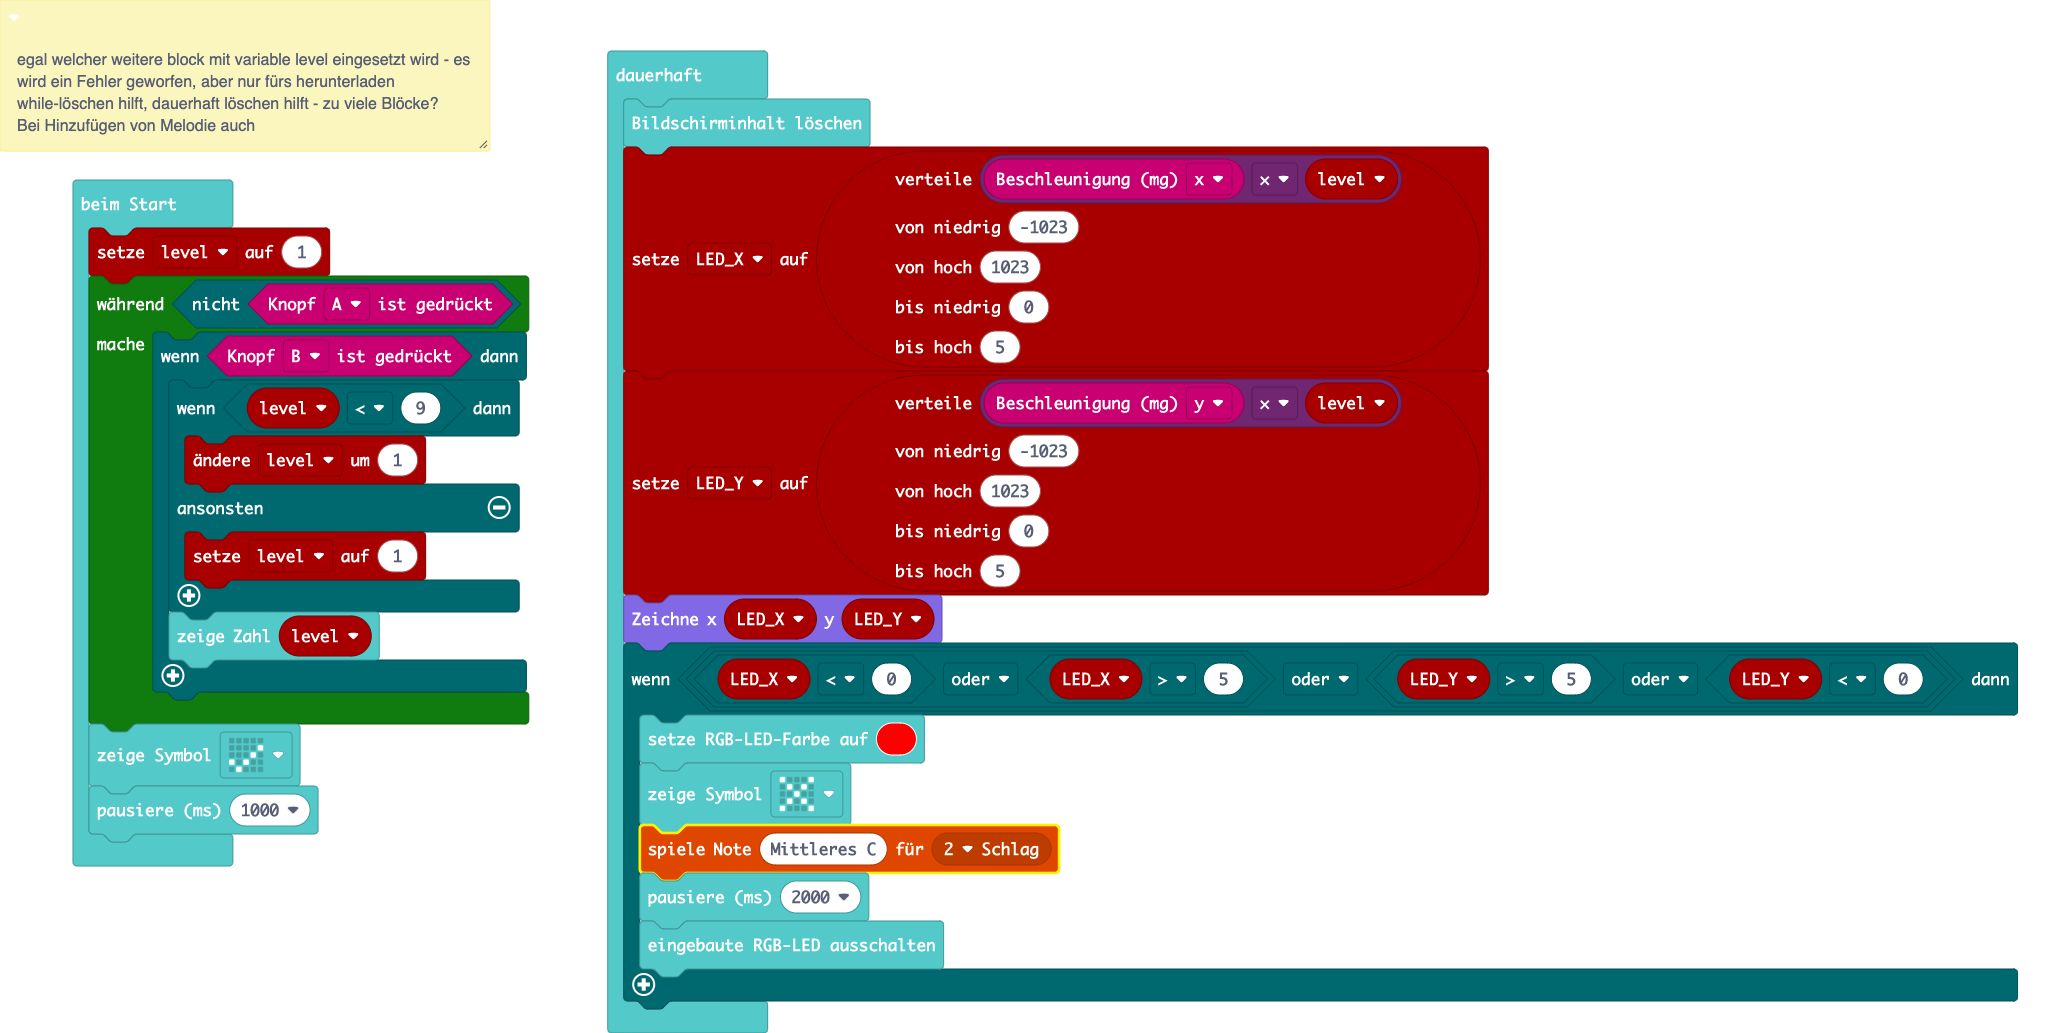 egal welcher weitere block mit variable level eingesetzt wird - es
wird ein Fehler geworfen, aber nur fürs herunterladen
while-löschen hilft, dauerhaft löschen hilft - zu viele Blöcke?
Bei Hinzufügen von Melodie auch
beim Start
setze level auf 1
während nicht Knopf A ist gedrückt
mache
wenn Knopf B ist gedrückt dann
wenn level < 9 dann
ändere level um 1
ansonsten
setze level auf 1
zeige Zahl level
zeige Symbol
pausiere (ms) 1000
dauerhaft
Bildschirminhalt löschen
setze LED_X auf
verteile Beschleunigung (mg) x × level
von niedrig -1023
von hoch 1023
bis niedrig 0
bis hoch 5
setze LED_Y auf
verteile Beschleunigung (mg) y × level
von niedrig -1023
von hoch 1023
bis niedrig 0
bis hoch 5
Zeichne x LED_X y LED_Y
wenn LED_X < 0 oder LED_X > 5 oder LED_Y > 5 oder LED_Y < 0 dann
setze RGB-LED-Farbe auf
zeige Symbol
spiele Note Mittleres C für 2 Schlag
pausiere (ms) 2000
eingebaute RGB-LED ausschalten